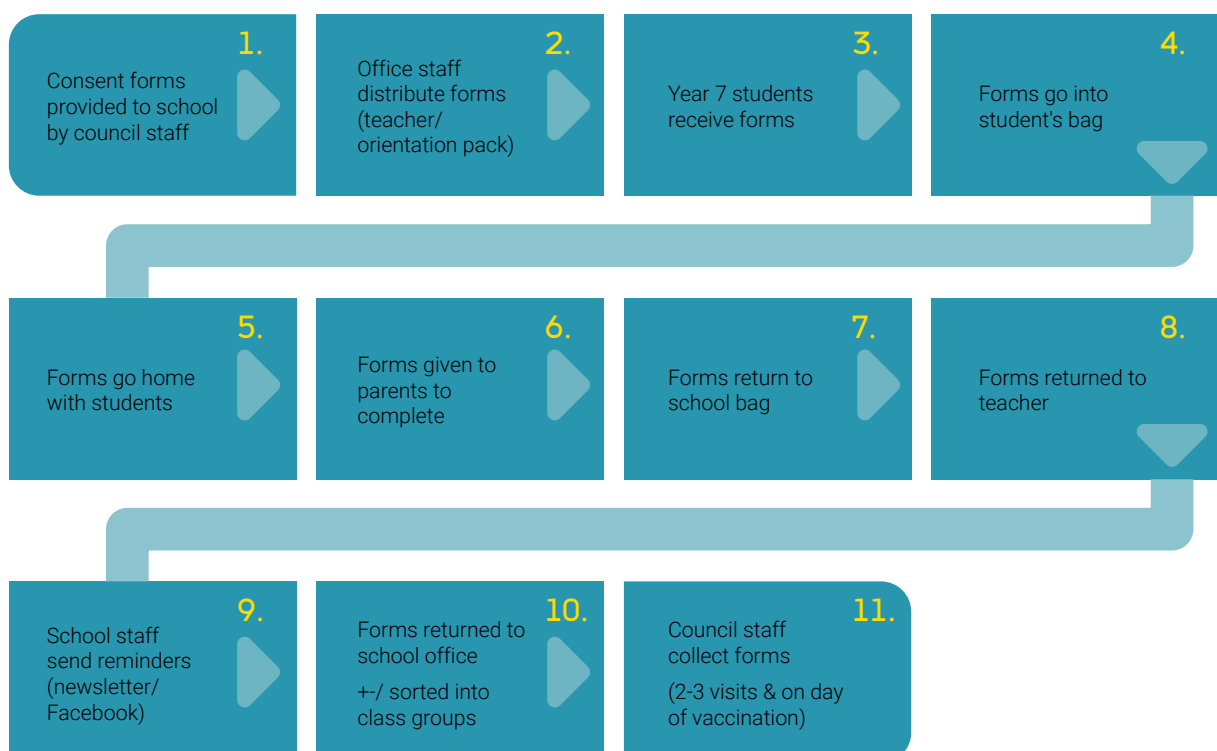 1.
Consent forms
provided to school
by council staff
2.
Office staff
distribute forms
(teacher/
orientation pack)
3.
Year 7 students
receive forms
4.
Forms go into
student's bag
5.
Forms go home
with students
6.
Forms given to
parents to
complete
7.
Forms return to
school bag
8.
Forms returned to
teacher
9.
School staff
send reminders
(newsletter/
Facebook)
10.
Forms returned to
school office
+-/ sorted into
class groups
11.
Council staff
collect forms
(2-3 visits & on day
of vaccination)